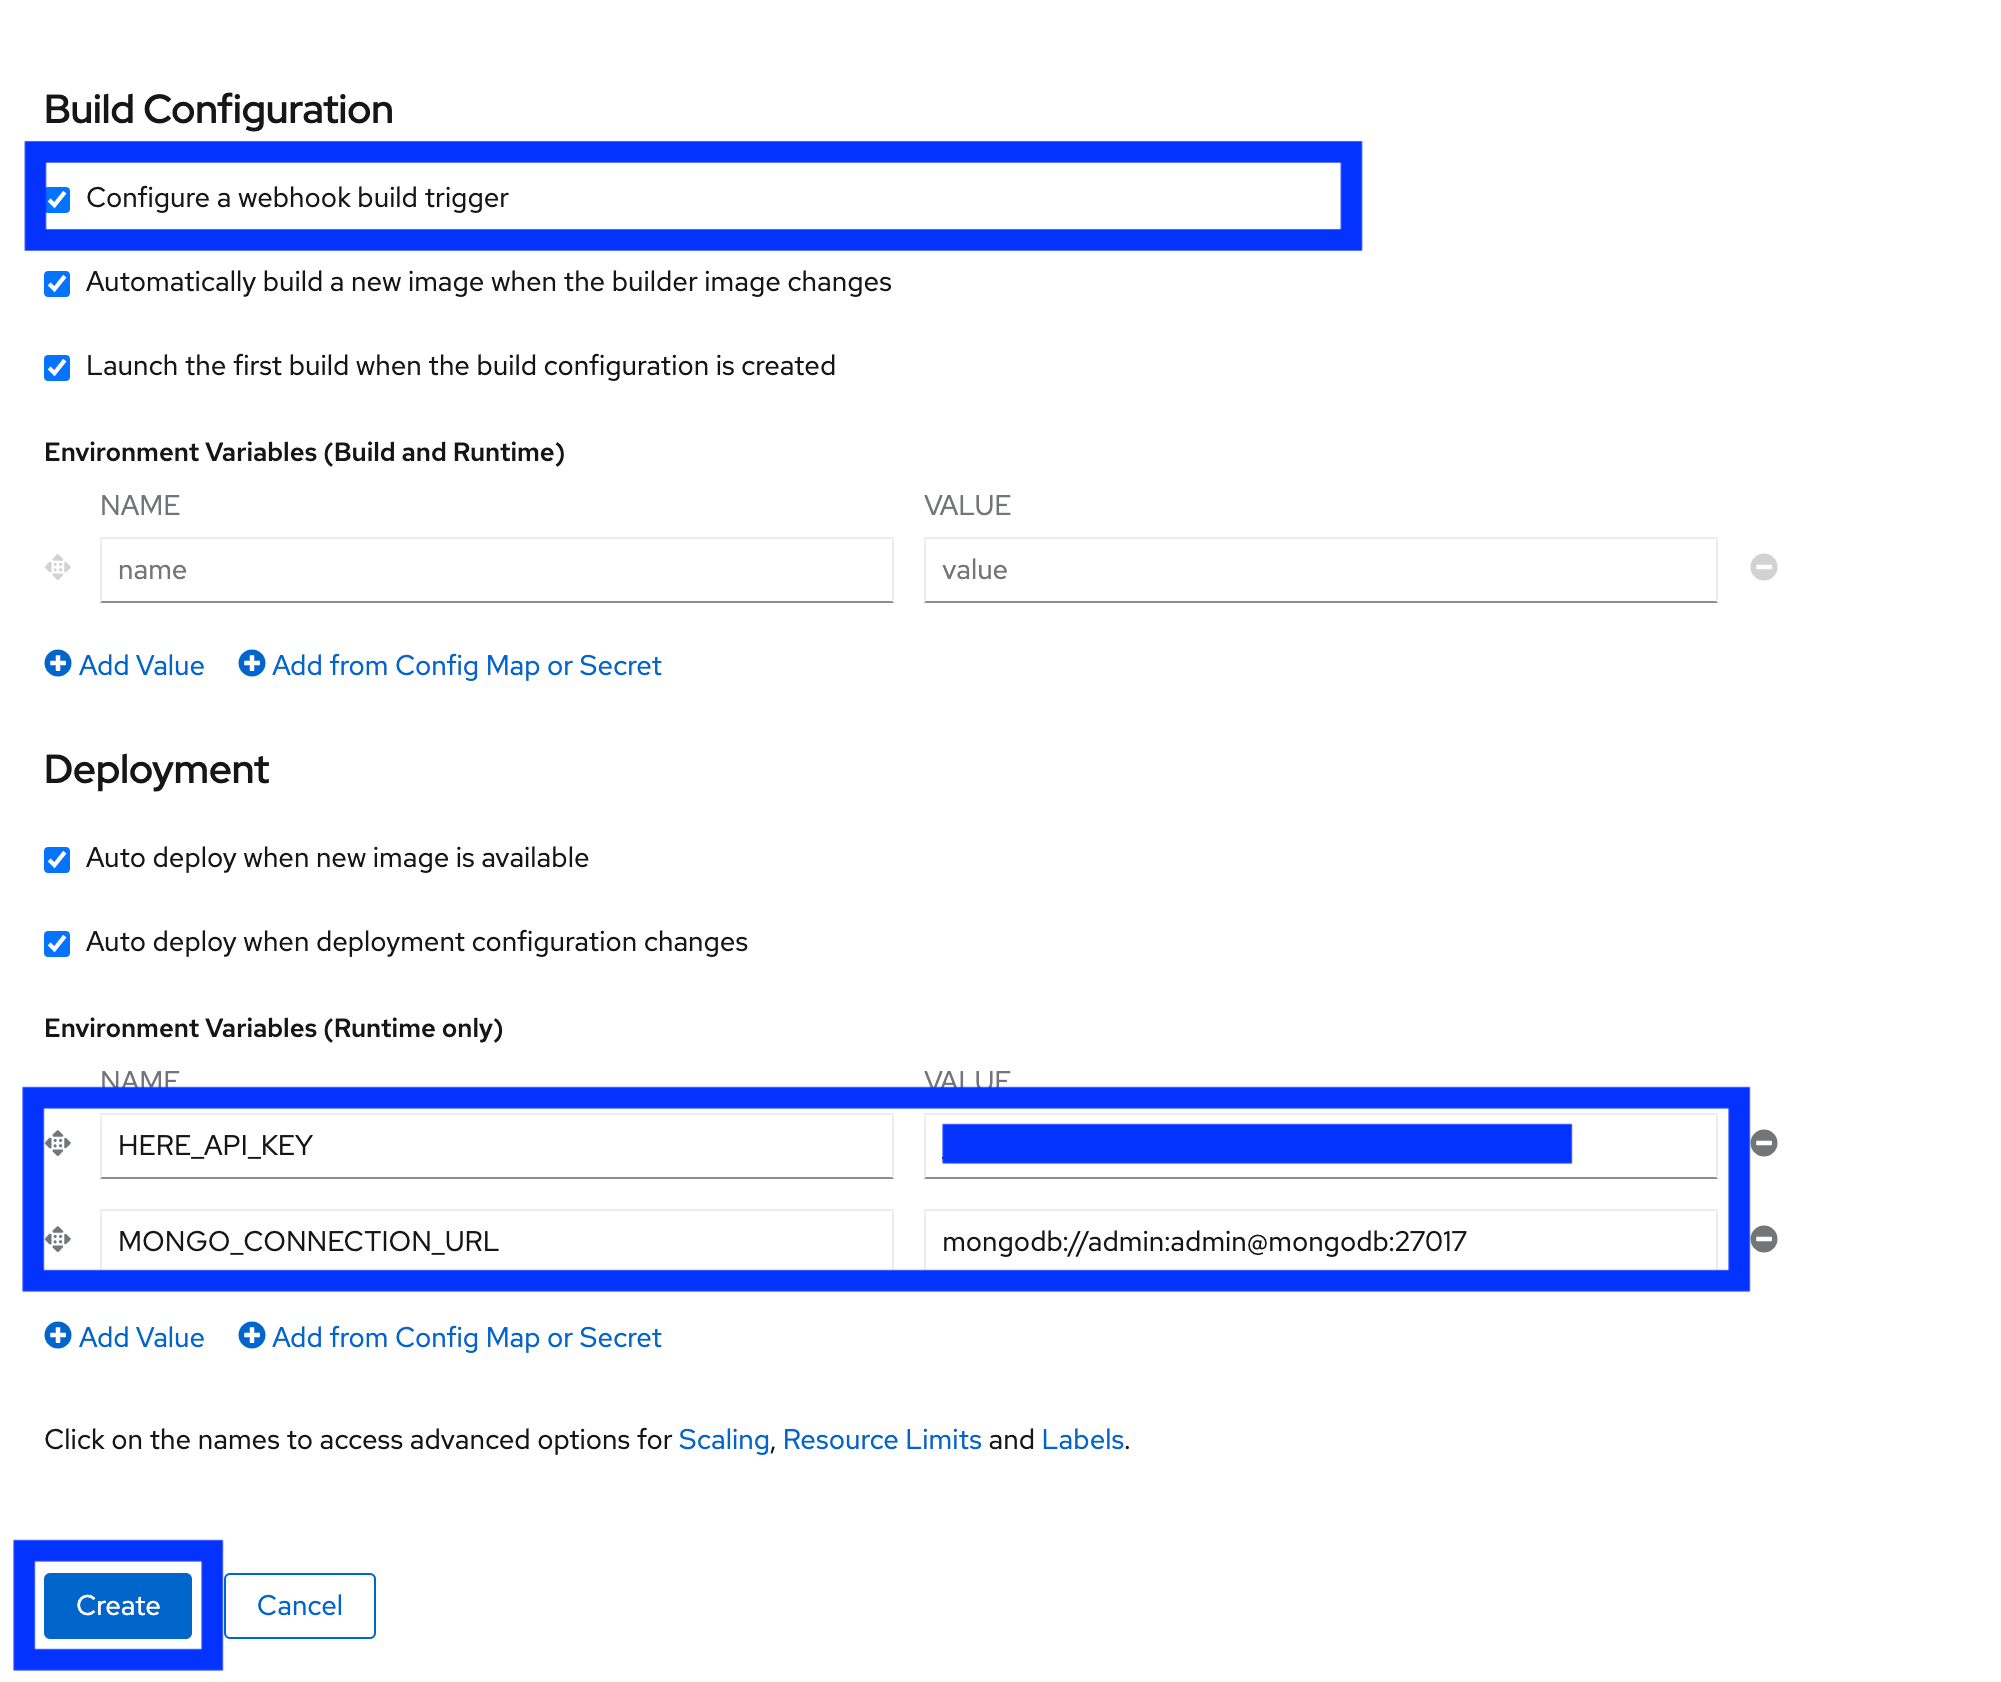 Build Configuration
Configure a webhook build trigger
Automatically build a new image when the builder image changes
Launch the first build when the build configuration is created
Environment Variables (Build and Runtime)
NAME VALUE
name value
Add Value Add from Config Map or Secret
Deployment
Auto deploy when new image is available
Auto deploy when deployment configuration changes
Environment Variables (Runtime only)
NAME VALUE
HERE_API_KEY
MONGO_CONNECTION_URL mongodb://admin:admin@mongodb:27017
Add Value Add from Config Map or Secret
Click on the names to access advanced options for Scaling, Resource Limits and Labels.
Create Cancel